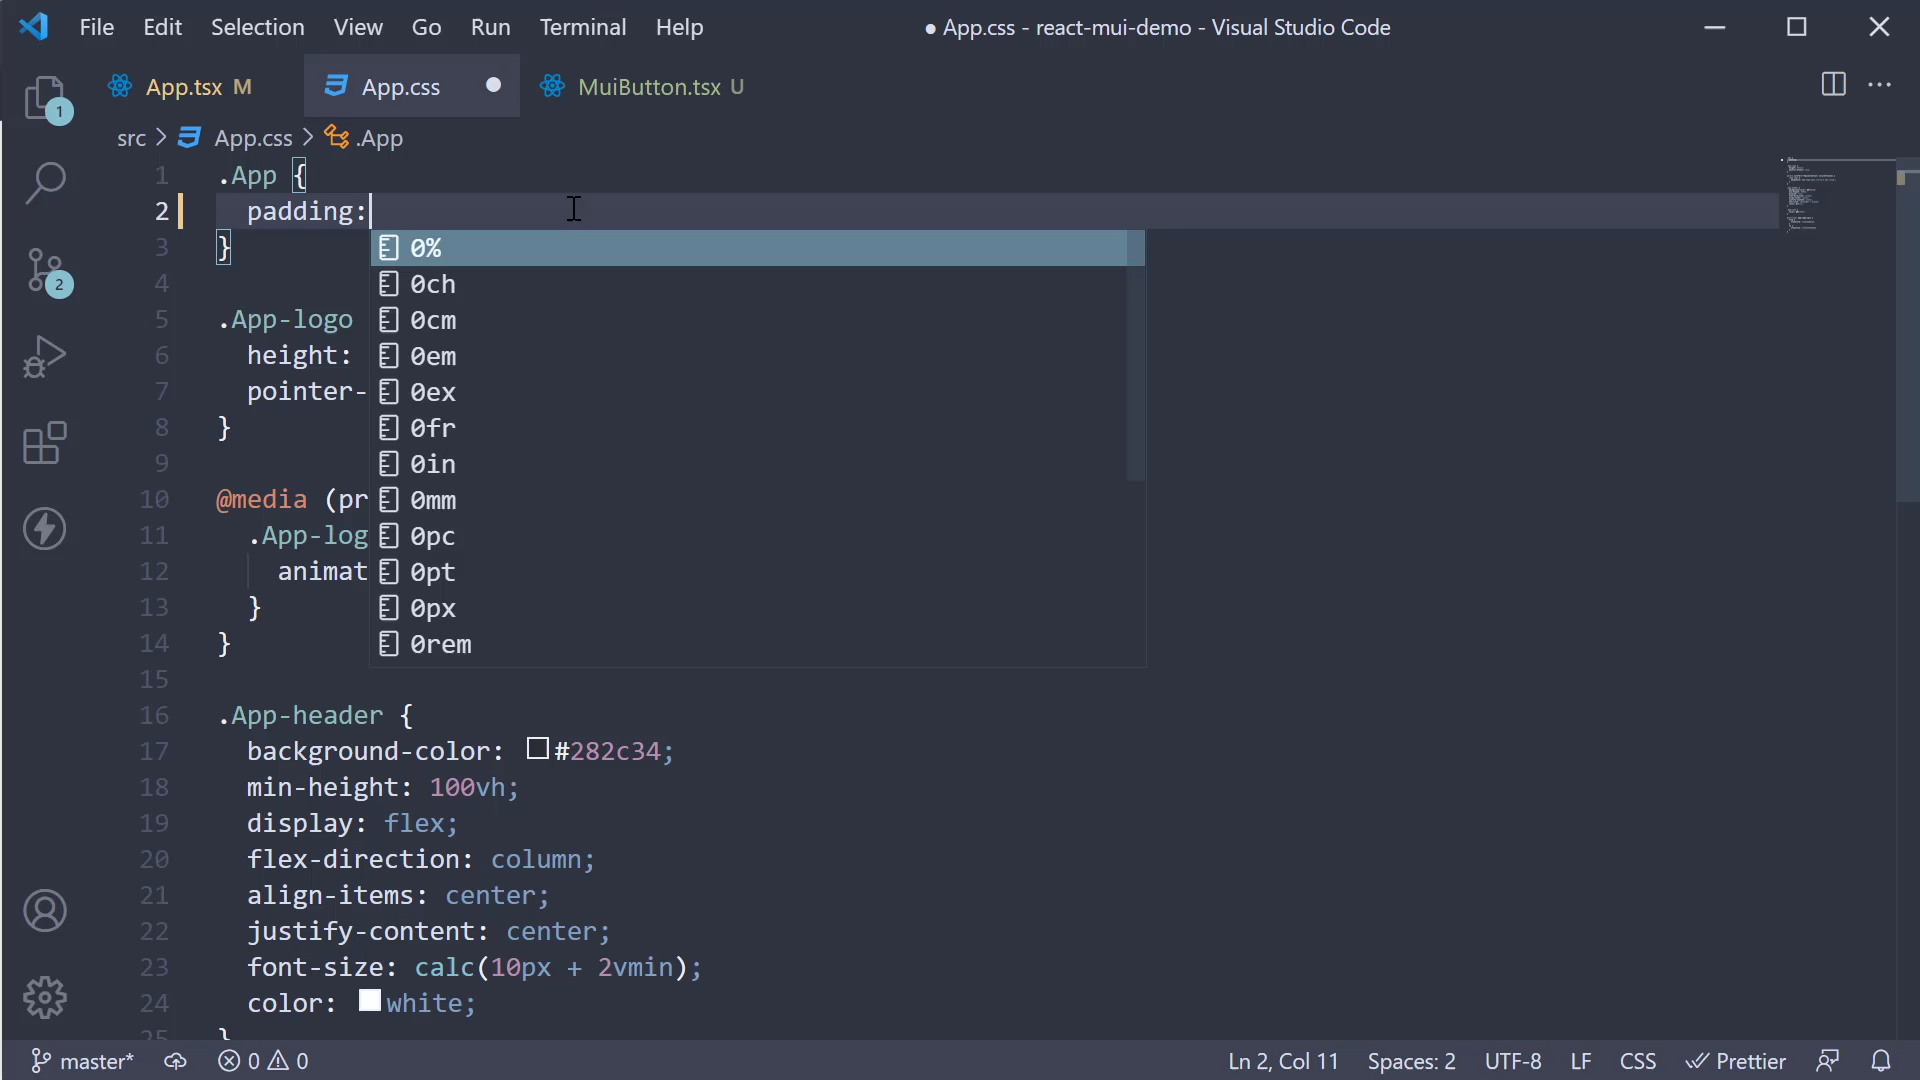 File Edit Selection View Go Run Terminal Help ● App.css - react-mui-demo - Visual Studio Code
App.tsx M App.css ● MuiButton.tsx U
src > App.css > .App
1 .App {
2 padding:
3 }
4
5 .App-logo
6 height:
7 pointer-
8 }
9
10 @media (pr
11 .App-log
12 animat
13 }
14 }
15
16 .App-header {
17 background-color: #282c34;
18 min-height: 100vh;
19 display: flex;
20 flex-direction: column;
21 align-items: center;
22 justify-content: center;
23 font-size: calc(10px + 2vmin);
24 color: white;
25 }
0%
0ch
0cm
0em
0ex
0fr
0in
0mm
0pc
0pt
0px
0rem
1
2
master* 0 0 Ln 2, Col 11 Spaces: 2 UTF-8 LF CSS Prettier